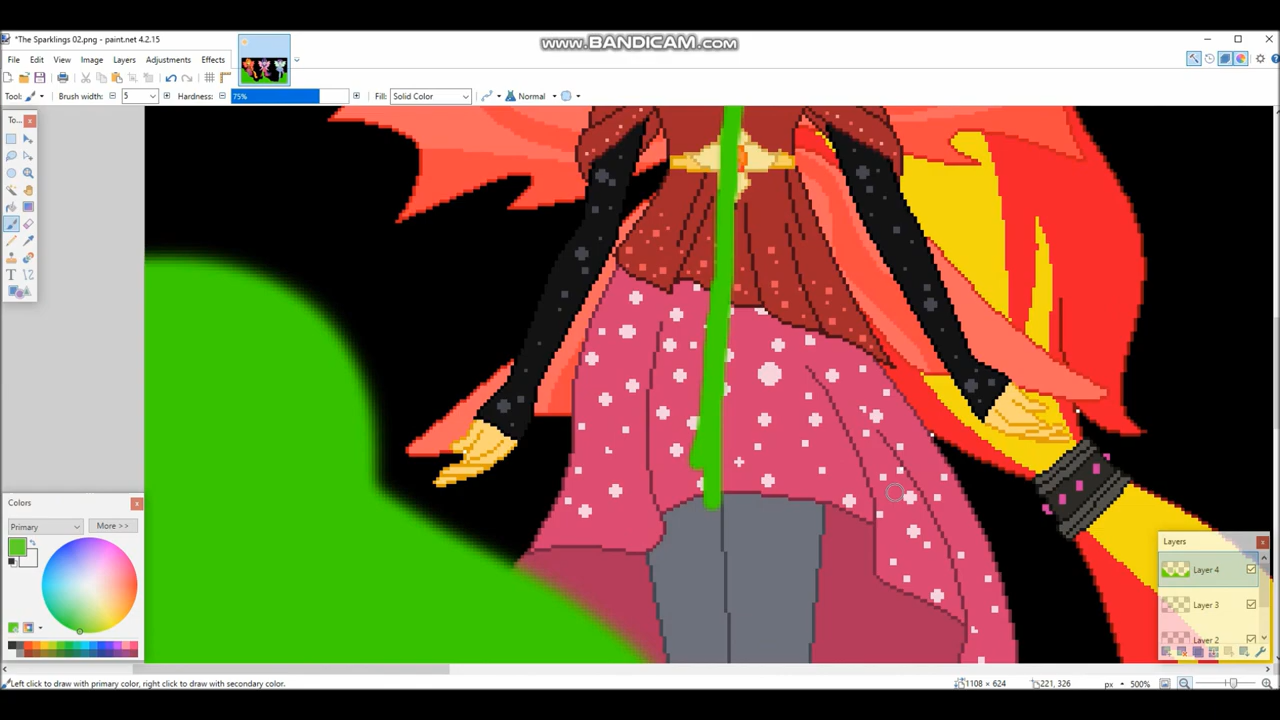 www.BANDICAM.com
*The Sparklings 02.png - paint.net 4.2.15
File Edit View Image Layers Adjustments Effects
Tool: Brush width: 5 Hardness: 75% Fill: Solid Color Normal
To...
Colors
Primary More >>
Layers
Layer 4
Layer 3
Layer 2
Left click to draw with primary color, right click to draw with secondary color. 1108 × 624 221, 326 px 500%